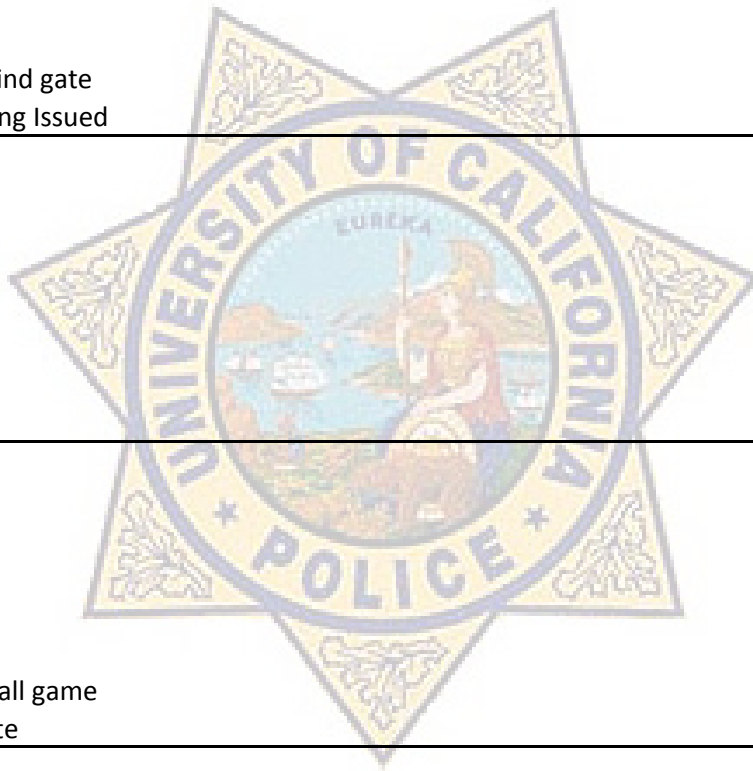 ind gate
ng Issued
UNIVERSITY OF CALIFORNIA
EUREKA
POLICE
all game
te